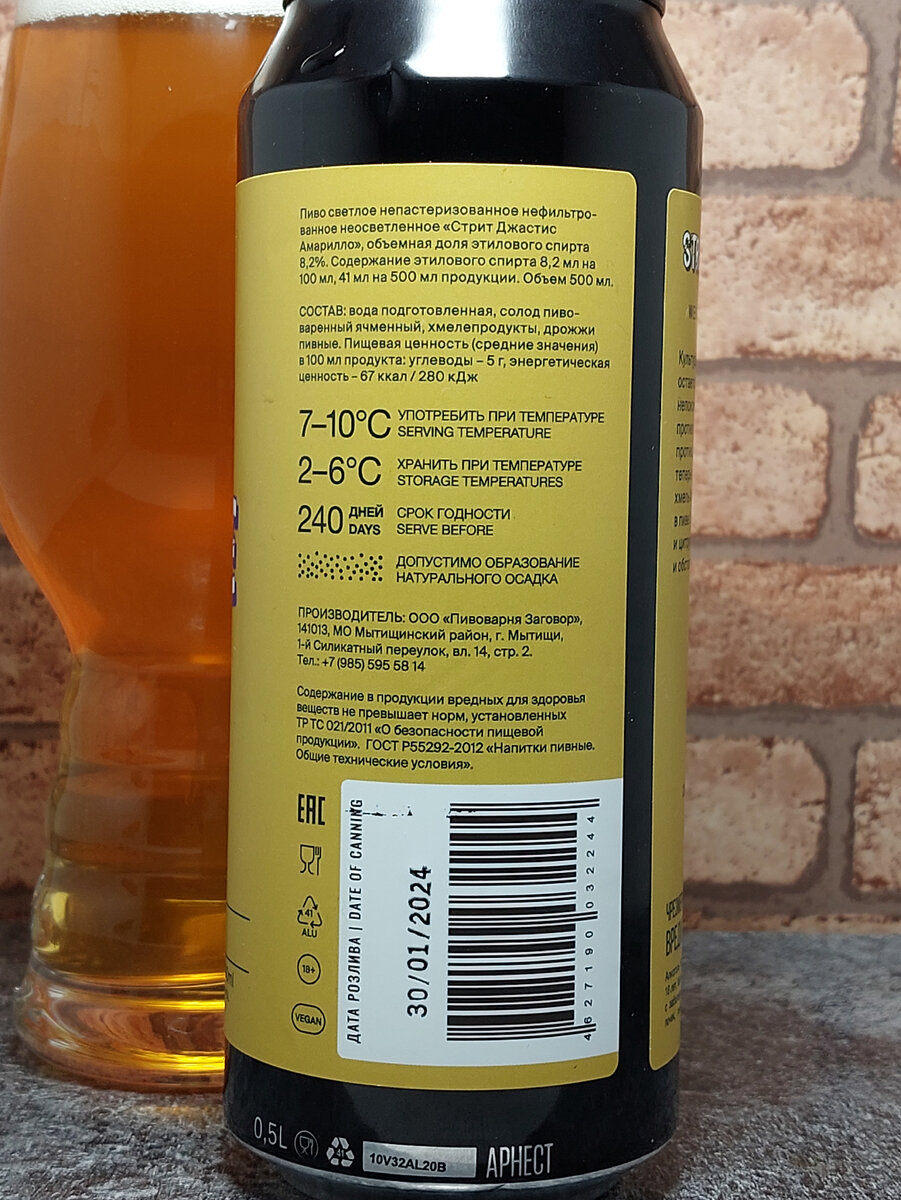 Пиво светлое непастеризованное нефильтро-
ванное неосветленное «Стрит Джастис
Амарилло», объемная доля этилового спирта
8,2%. Содержание этилового спирта 8,2 мл на
100 мл, 41 мл на 500 мл продукции. Объем 500 мл.
СОСТАВ: вода подготовленная, солод пиво-
варенный ячменный, хмелепродукты, дрожжи
пивные. Пищевая ценность (средние значения)
в 100 мл продукта: углеводы – 5 г, энергетическая
ценность – 67 ккал / 280 кДж
7–10°C УПОТРЕБИТЬ ПРИ ТЕМПЕРАТУРЕ
SERVING TEMPERATURE
2–6°C ХРАНИТЬ ПРИ ТЕМПЕРАТУРЕ
STORAGE TEMPERATURES
240 ДНЕЙ DAYS СРОК ГОДНОСТИ
SERVE BEFORE
ДОПУСТИМО ОБРАЗОВАНИЕ
НАТУРАЛЬНОГО ОСАДКА
ПРОИЗВОДИТЕЛЬ: ООО «Пивоварня Заговор»,
141013, МО Мытищинский район, г. Мытищи,
1-й Силикатный переулок, вл. 14, стр. 2.
Тел.: +7 (985) 595 58 14
Содержание в продукции вредных для здоровья
веществ не превышает норм, установленных
ТР ТС 021/2011 «О безопасности пищевой
продукции». ГОСТ Р55292-2012 «Напитки пивные.
Общие технические условия».
EAC
41
ALU
18+
VEGAN
ДАТА РОЗЛИВА | DATE OF CANNING
30/01/2024
4627190032244
0,5L
41
10V32AL20B
АРНЕСТ